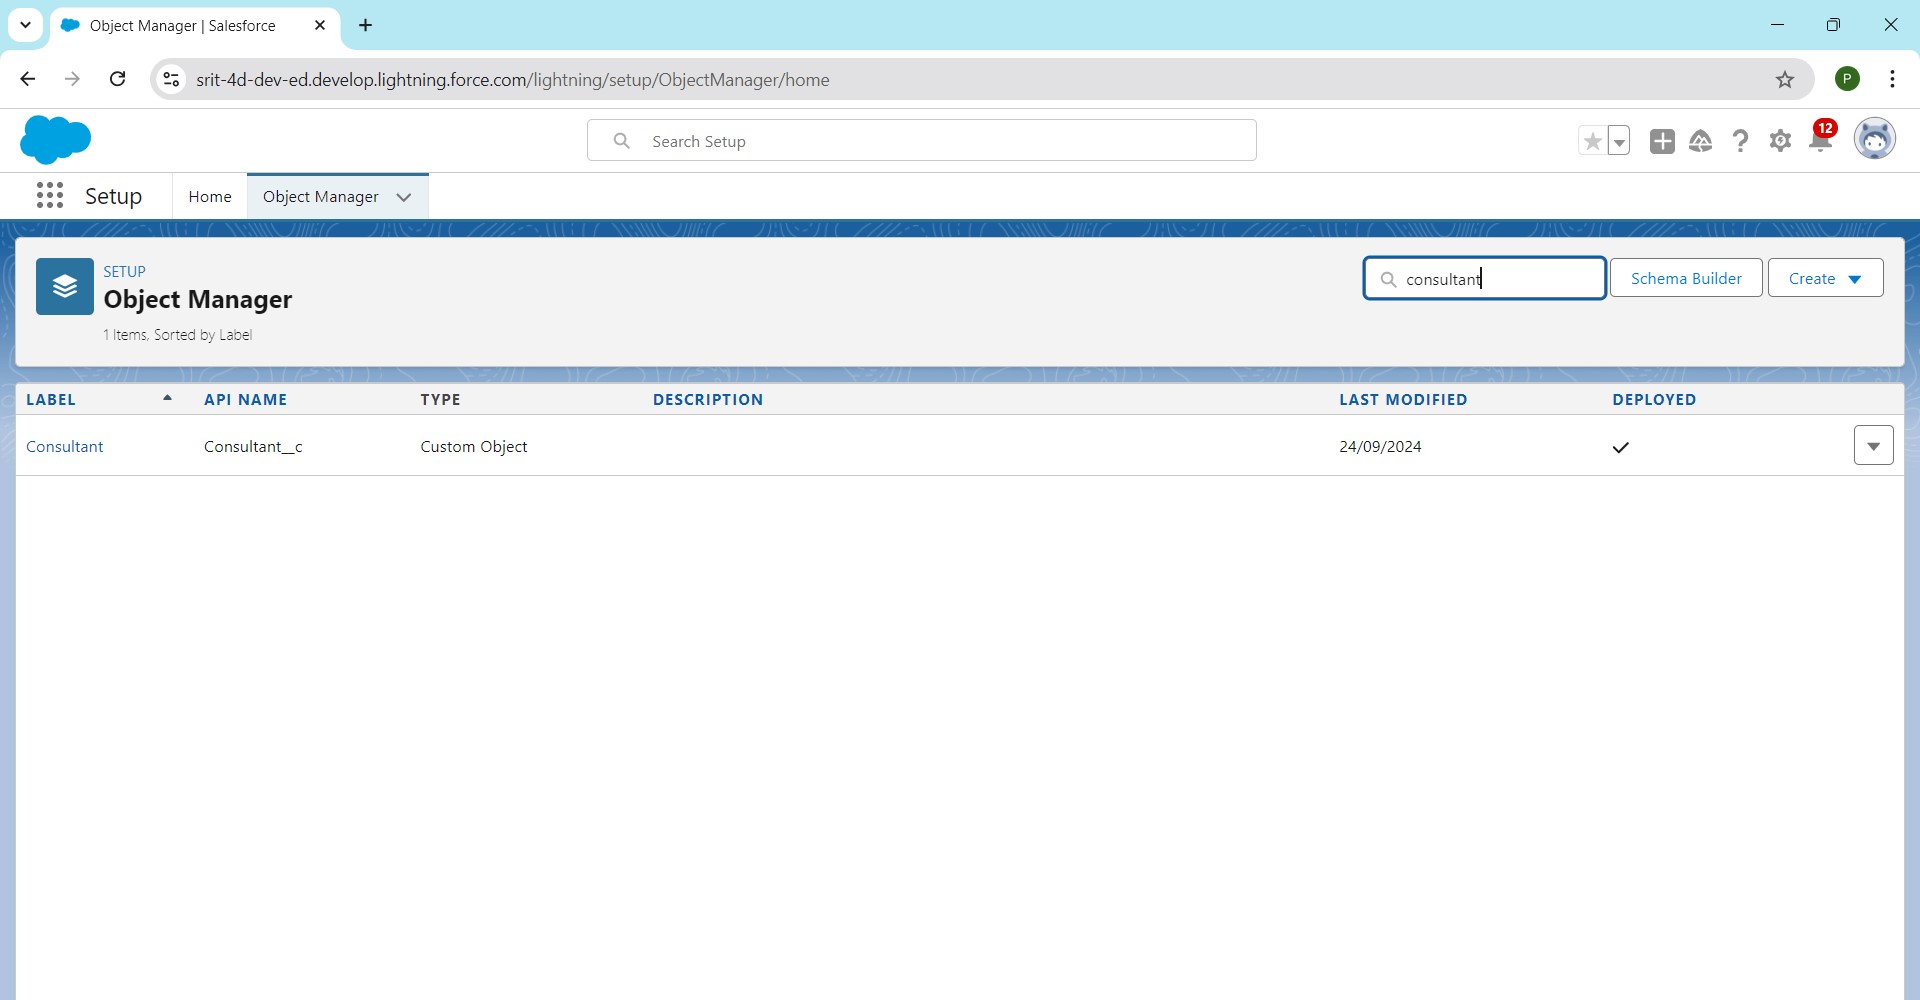 Object Manager | Salesforce
srit-4d-dev-ed.develop.lightning.force.com/lightning/setup/ObjectManager/home
P
Search Setup
12
Setup
Home
Object Manager
SETUP
Object Manager
1 Items, Sorted by Label
consultant
Schema Builder
Create
LABEL API NAME TYPE DESCRIPTION LAST MODIFIED DEPLOYED
Consultant Consultant__c Custom Object 24/09/2024